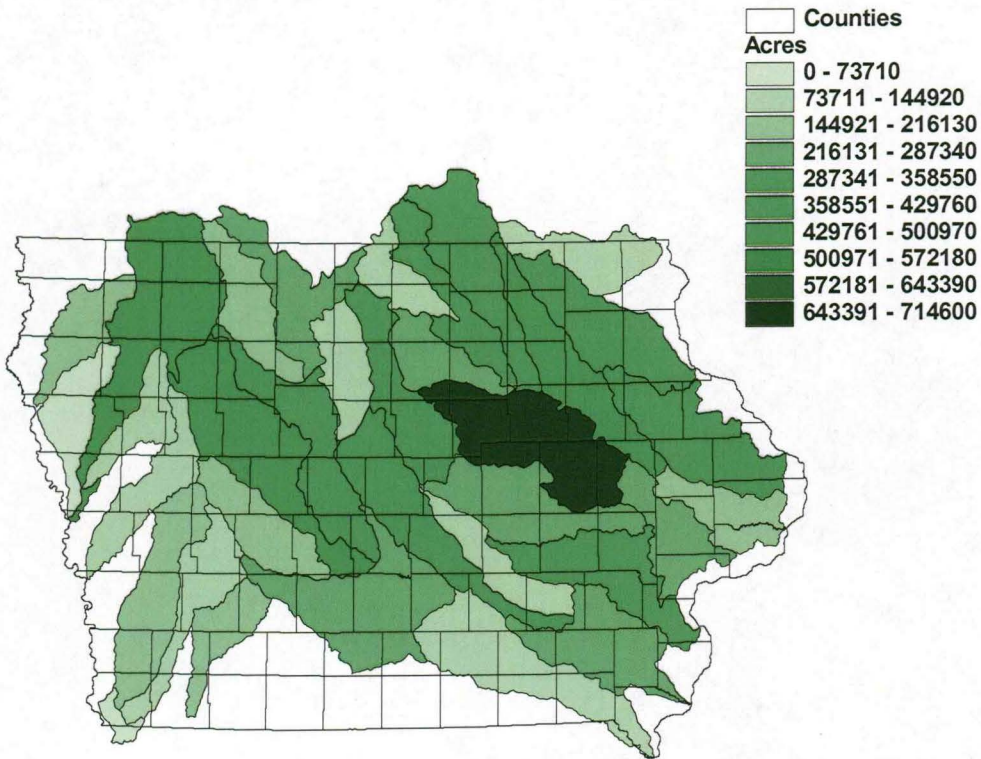 Counties
Acres
0 - 73710
73711 - 144920
144921 - 216130
216131 - 287340
287341 - 358550
358551 - 429760
429761 - 500970
500971 - 572180
572181 - 643390
643391 - 714600